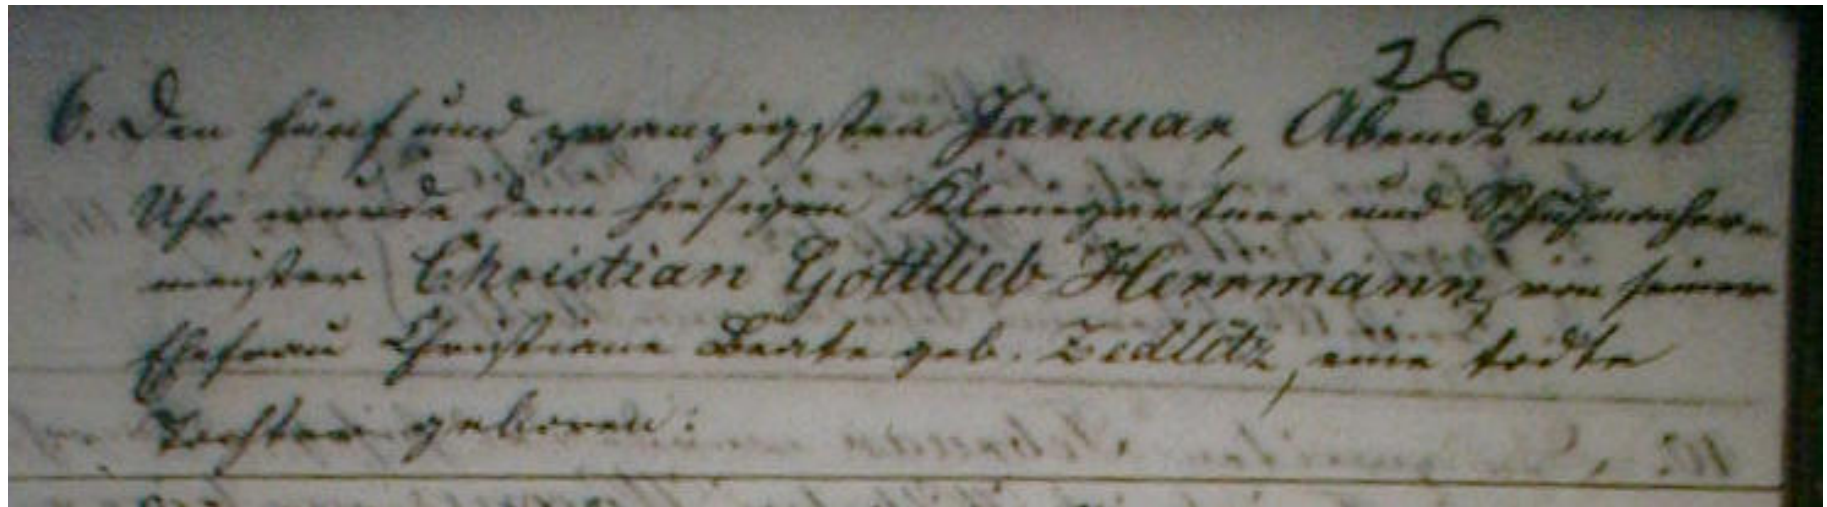 26
6. Den fünf und zwanzigsten Januar, Abends um 10
Uhr wurde dem hiesigen Kleingärtner und Schuhmacher-
meister Christian Gottlieb Herrmann, von seiner
Ehefrau Christiane Beate geb. Zedlitz, eine todte
Tochter geboren.